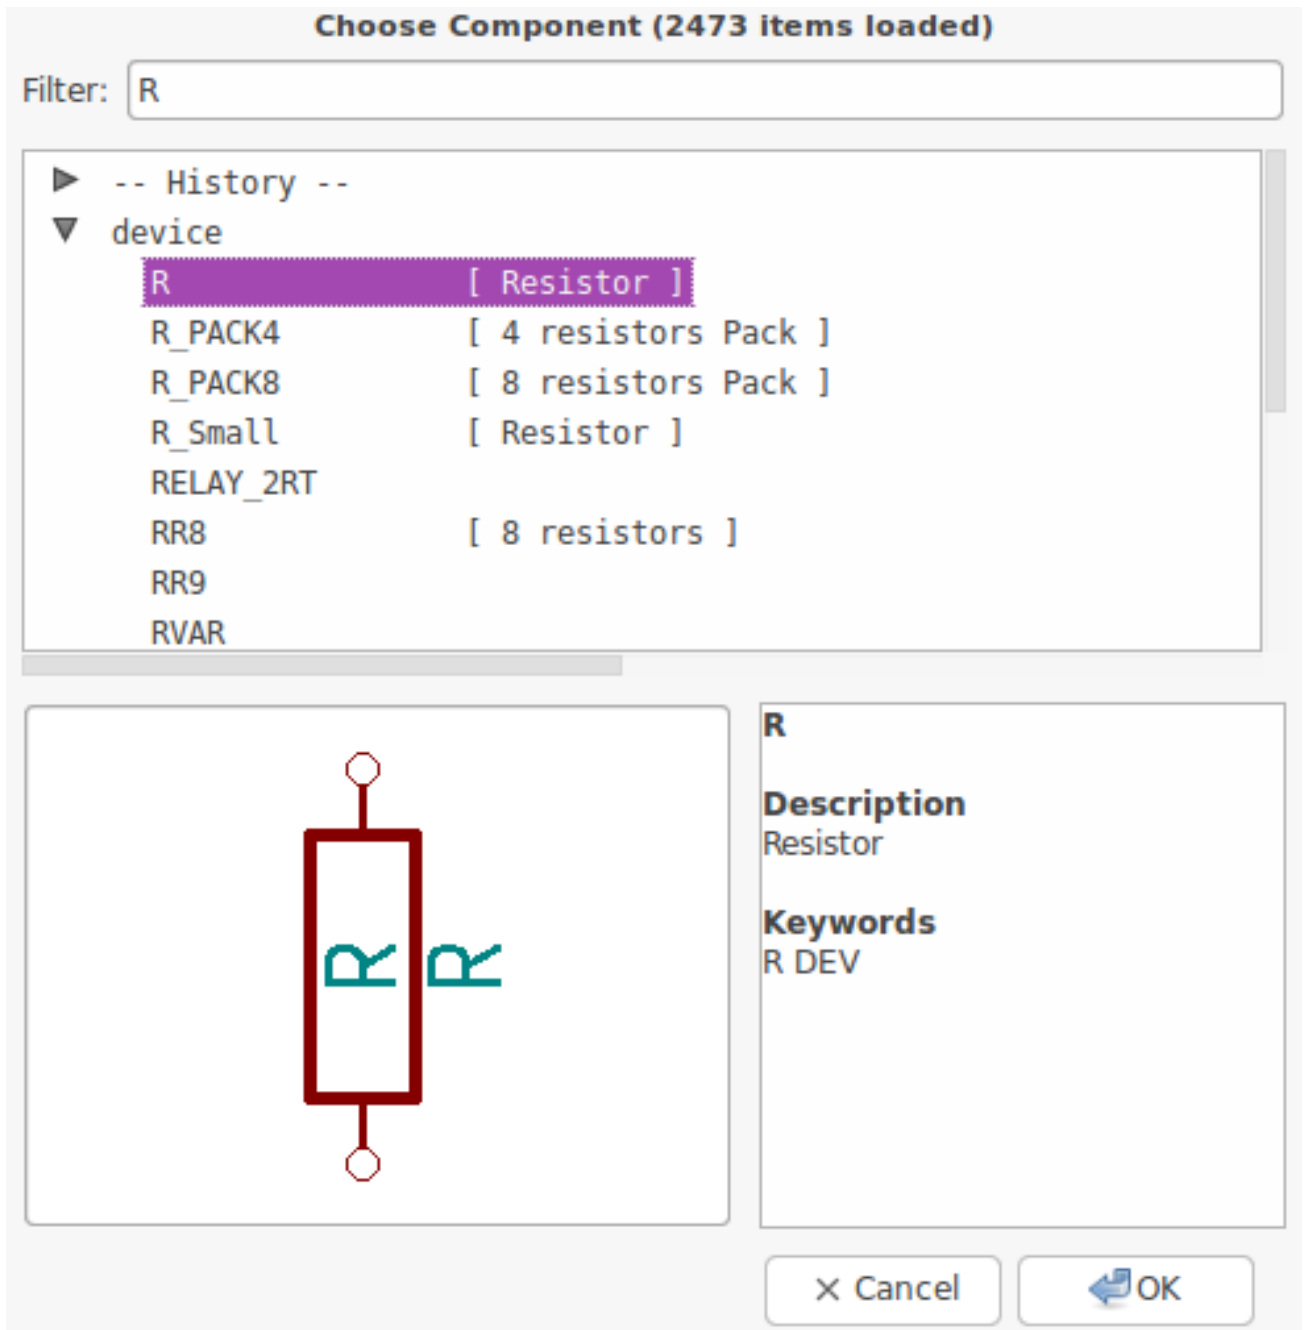 Choose Component (2473 items loaded)
Filter: R
-- History --
device
R [ Resistor ]
R_PACK4 [ 4 resistors Pack ]
R_PACK8 [ 8 resistors Pack ]
R_Small [ Resistor ]
RELAY_2RT
RR8 [ 8 resistors ]
RR9
RVAR
R R
R
Description
Resistor
Keywords
R DEV
Cancel OK